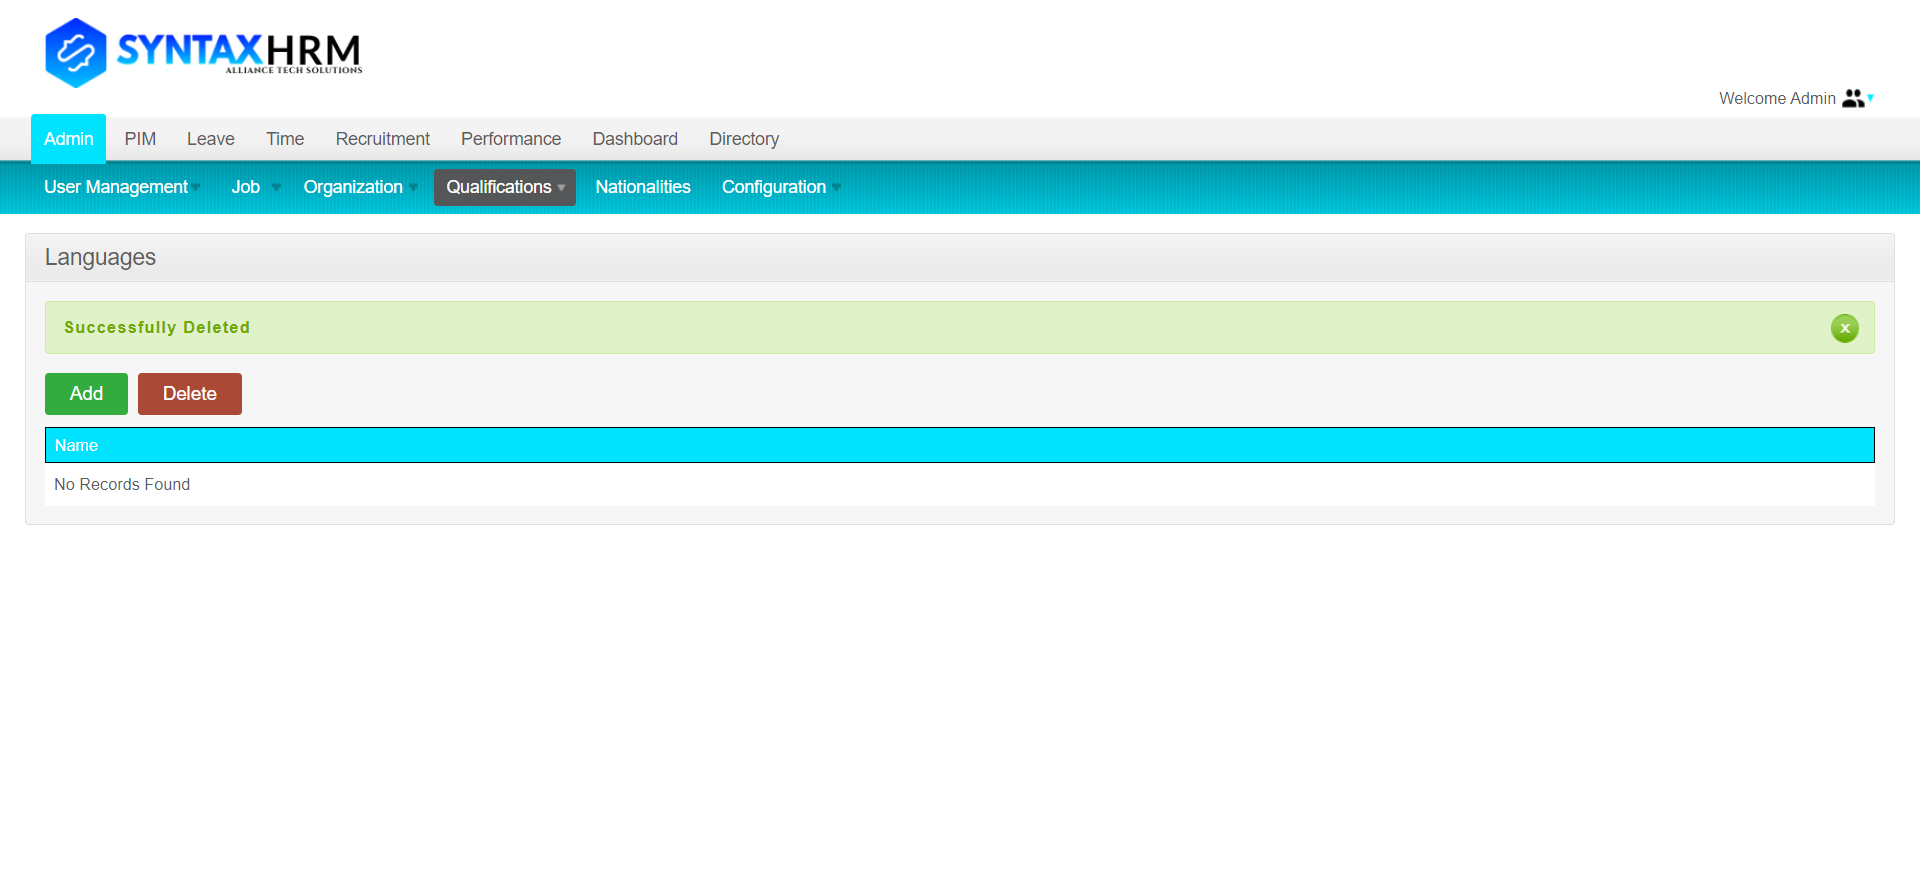 SYNTAXHRM
ALLIANCE TECH SOLUTIONS
Welcome Admin
Admin PIM Leave Time Recruitment Performance Dashboard Directory
User Management Job Organization Qualifications Nationalities Configuration
Languages
Successfully Deleted
x
Add Delete
Name
No Records Found